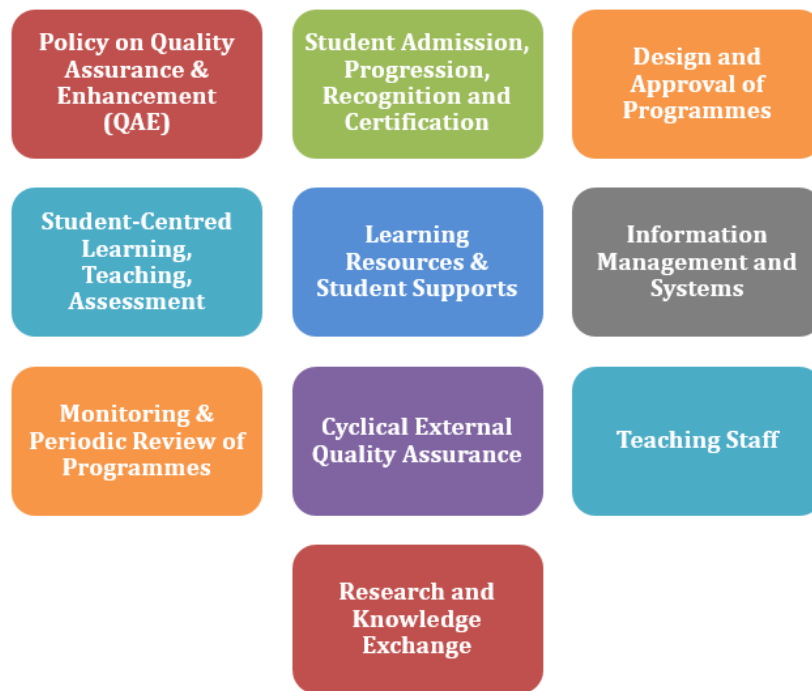 Policy on Quality
Assurance &
Enhancement
(QAE)
Student Admission,
Progression,
Recognition and
Certification
Design and
Approval of
Programmes
Student-Centred
Learning,
Teaching,
Assessment
Learning
Resources &
Student Supports
Information
Management and
Systems
Monitoring &
Periodic Review of
Programmes
Cyclical External
Quality Assurance
Teaching Staff
Research and
Knowledge
Exchange